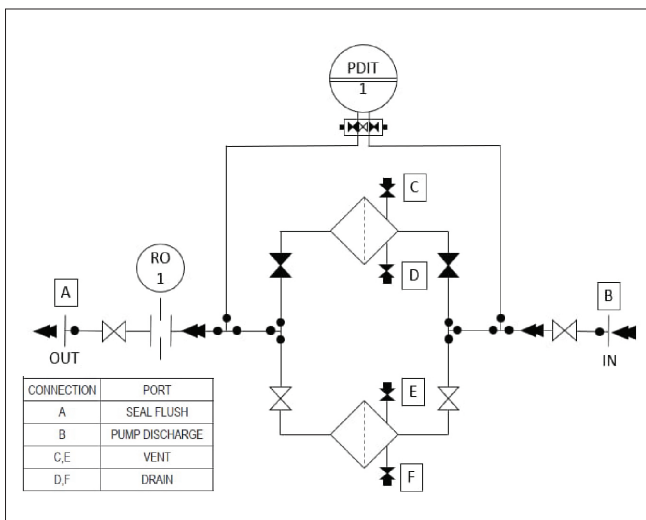 PDIT
1
C
D
RO
1
A
B
OUT
IN
E
F
CONNECTION PORT
A SEAL FLUSH
B PUMP DISCHARGE
C,E VENT
D,F DRAIN